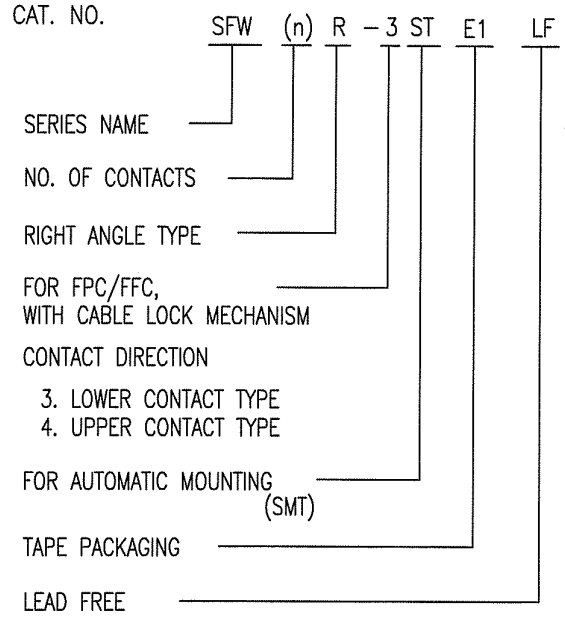 CAT. NO.
SFW (n) R - 3 ST E1 LF
SERIES NAME
NO. OF CONTACTS
RIGHT ANGLE TYPE
FOR FPC/FFC,
WITH CABLE LOCK MECHANISM
CONTACT DIRECTION
3. LOWER CONTACT TYPE
4. UPPER CONTACT TYPE
FOR AUTOMATIC MOUNTING
(SMT)
TAPE PACKAGING
LEAD FREE